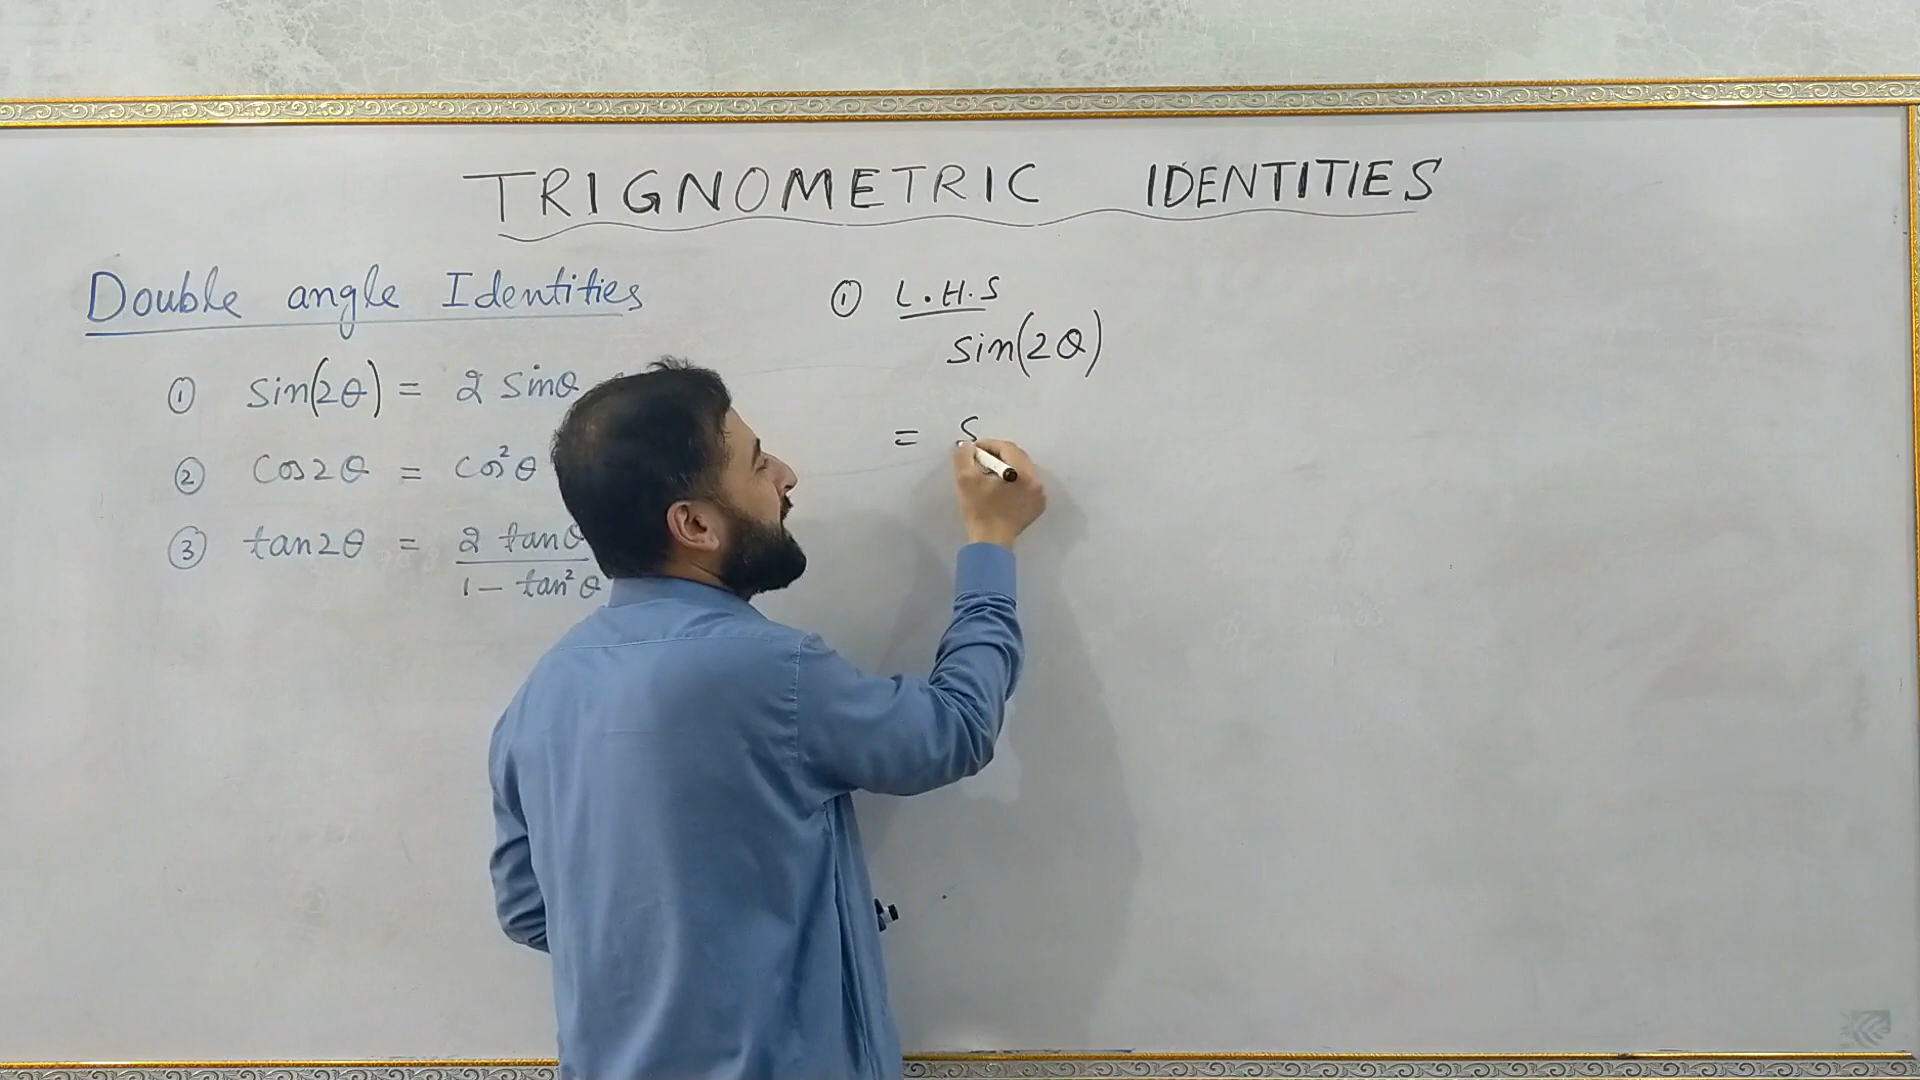 TRIGNOMETRIC IDENTITIES
Double angle Identities
① sin(2θ) = 2 sinθ
② Cos2θ = Cos²θ
③ tan2θ = 2 tanθ
1 - tan²θ
① L.H.S
sin(2θ)
= S